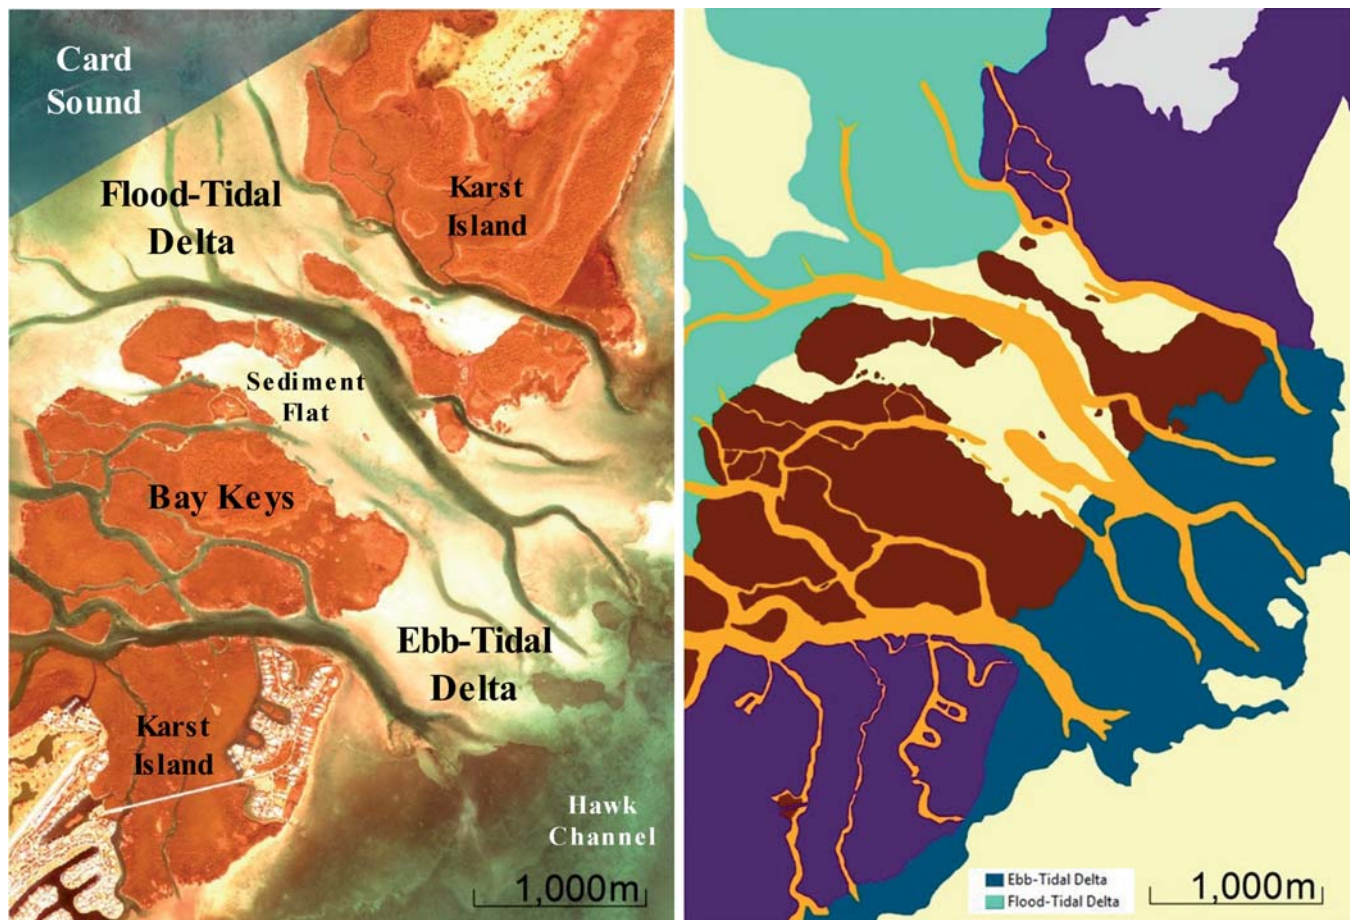 Card
Sound
Flood-Tidal
Delta
Karst
Island
Sediment
Flat
Bay Keys
Ebb-Tidal
Delta
Karst
Island
Hawk
Channel
1,000m
Ebb-Tidal Delta
Flood-Tidal Delta
1,000m